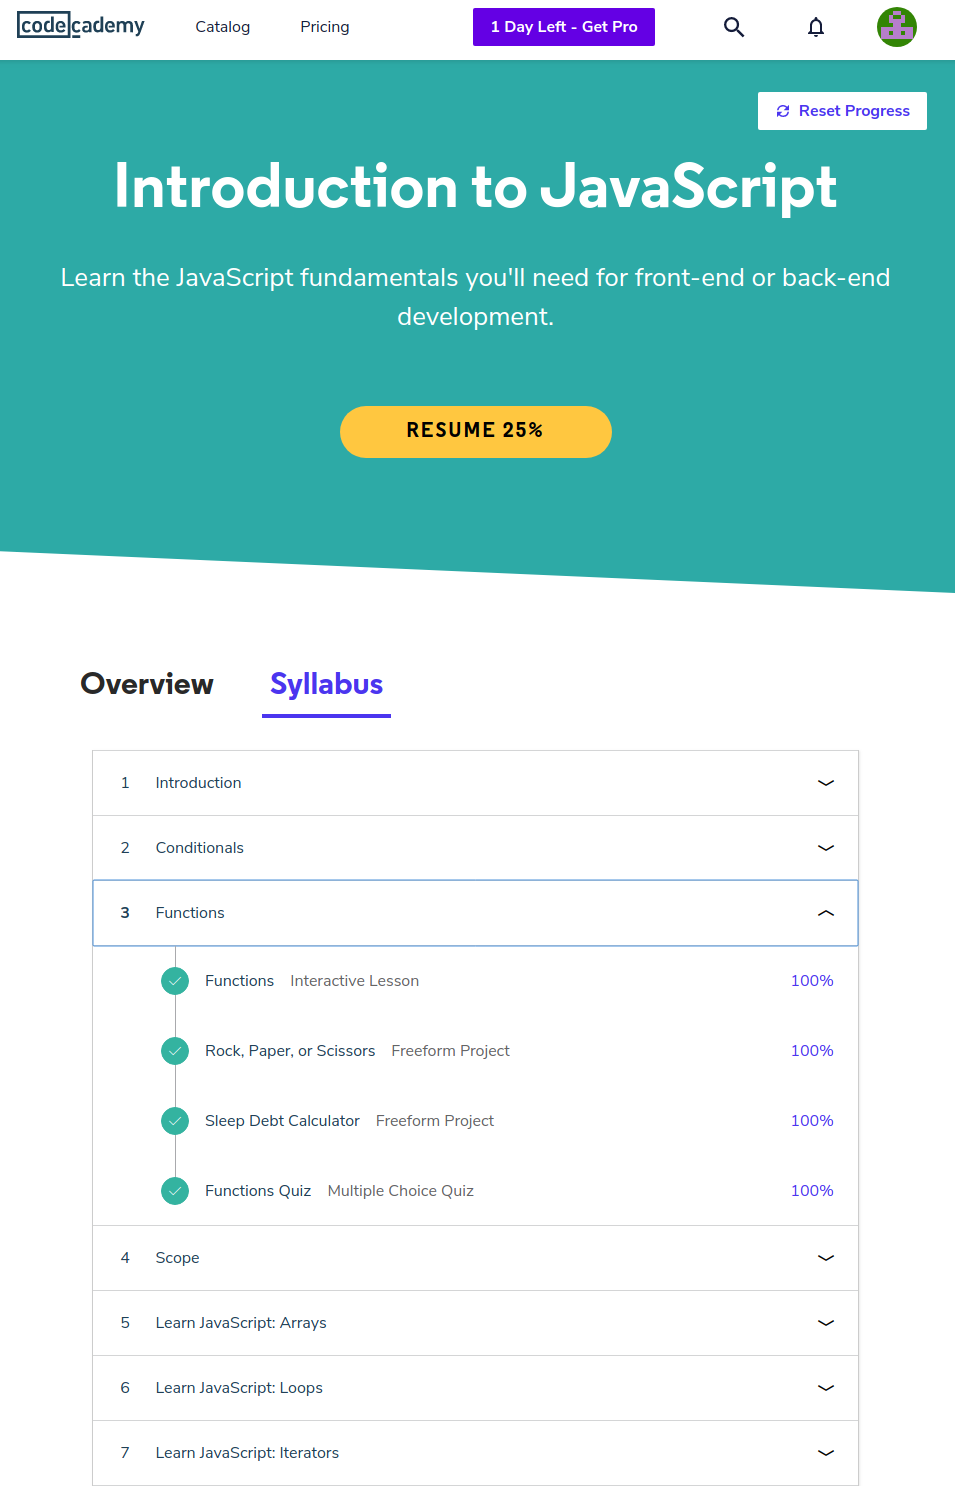 codecademy Catalog Pricing 1 Day Left - Get Pro
Reset Progress
Introduction to JavaScript
Learn the JavaScript fundamentals you'll need for front-end or back-end
development.
RESUME 25%
Overview Syllabus
1 Introduction
2 Conditionals
3 Functions
Functions Interactive Lesson 100%
Rock, Paper, or Scissors Freeform Project 100%
Sleep Debt Calculator Freeform Project 100%
Functions Quiz Multiple Choice Quiz 100%
4 Scope
5 Learn JavaScript: Arrays
6 Learn JavaScript: Loops
7 Learn JavaScript: Iterators